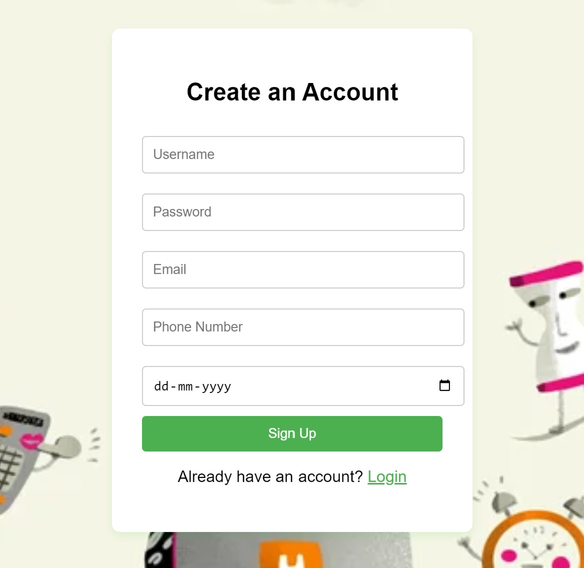 Create an Account
Username
Password
Email
Phone Number
dd-mm-yyyy
Sign Up
Already have an account? Login